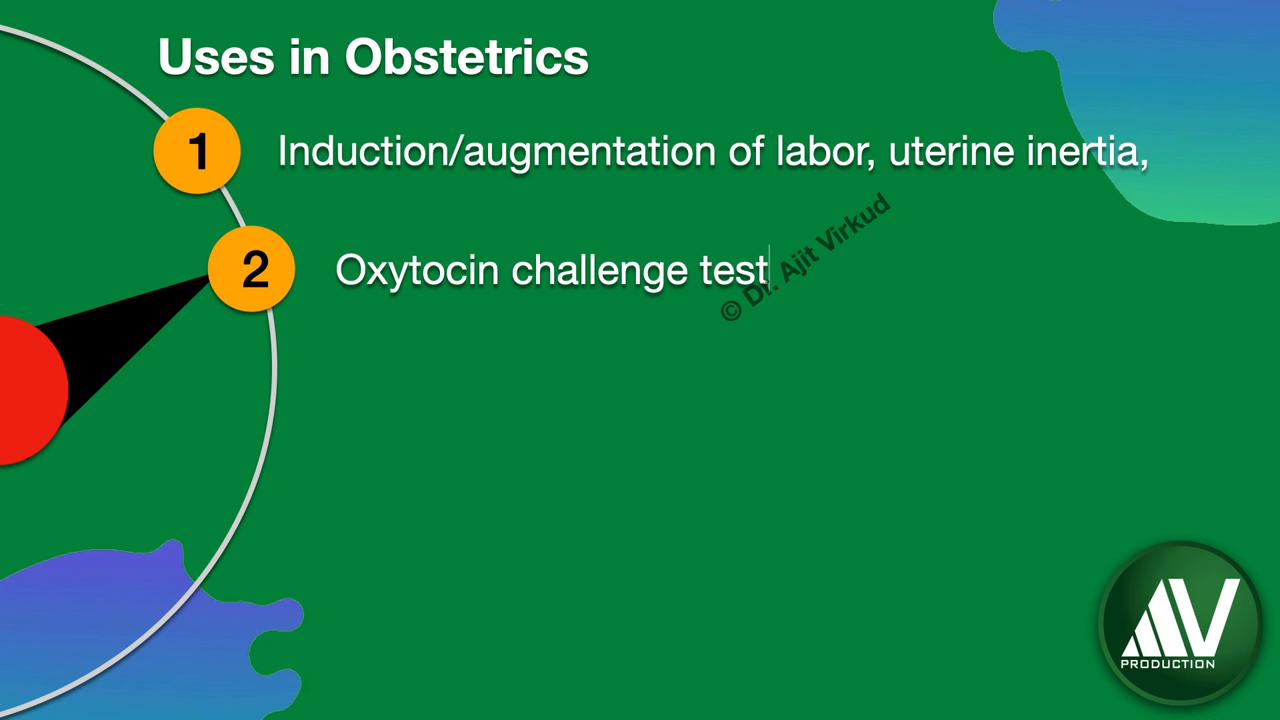 Uses in Obstetrics
1 Induction/augmentation of labor, uterine inertia,
2 Oxytocin challenge test
© Dr. Ajit Virkud
AV
PRODUCTION